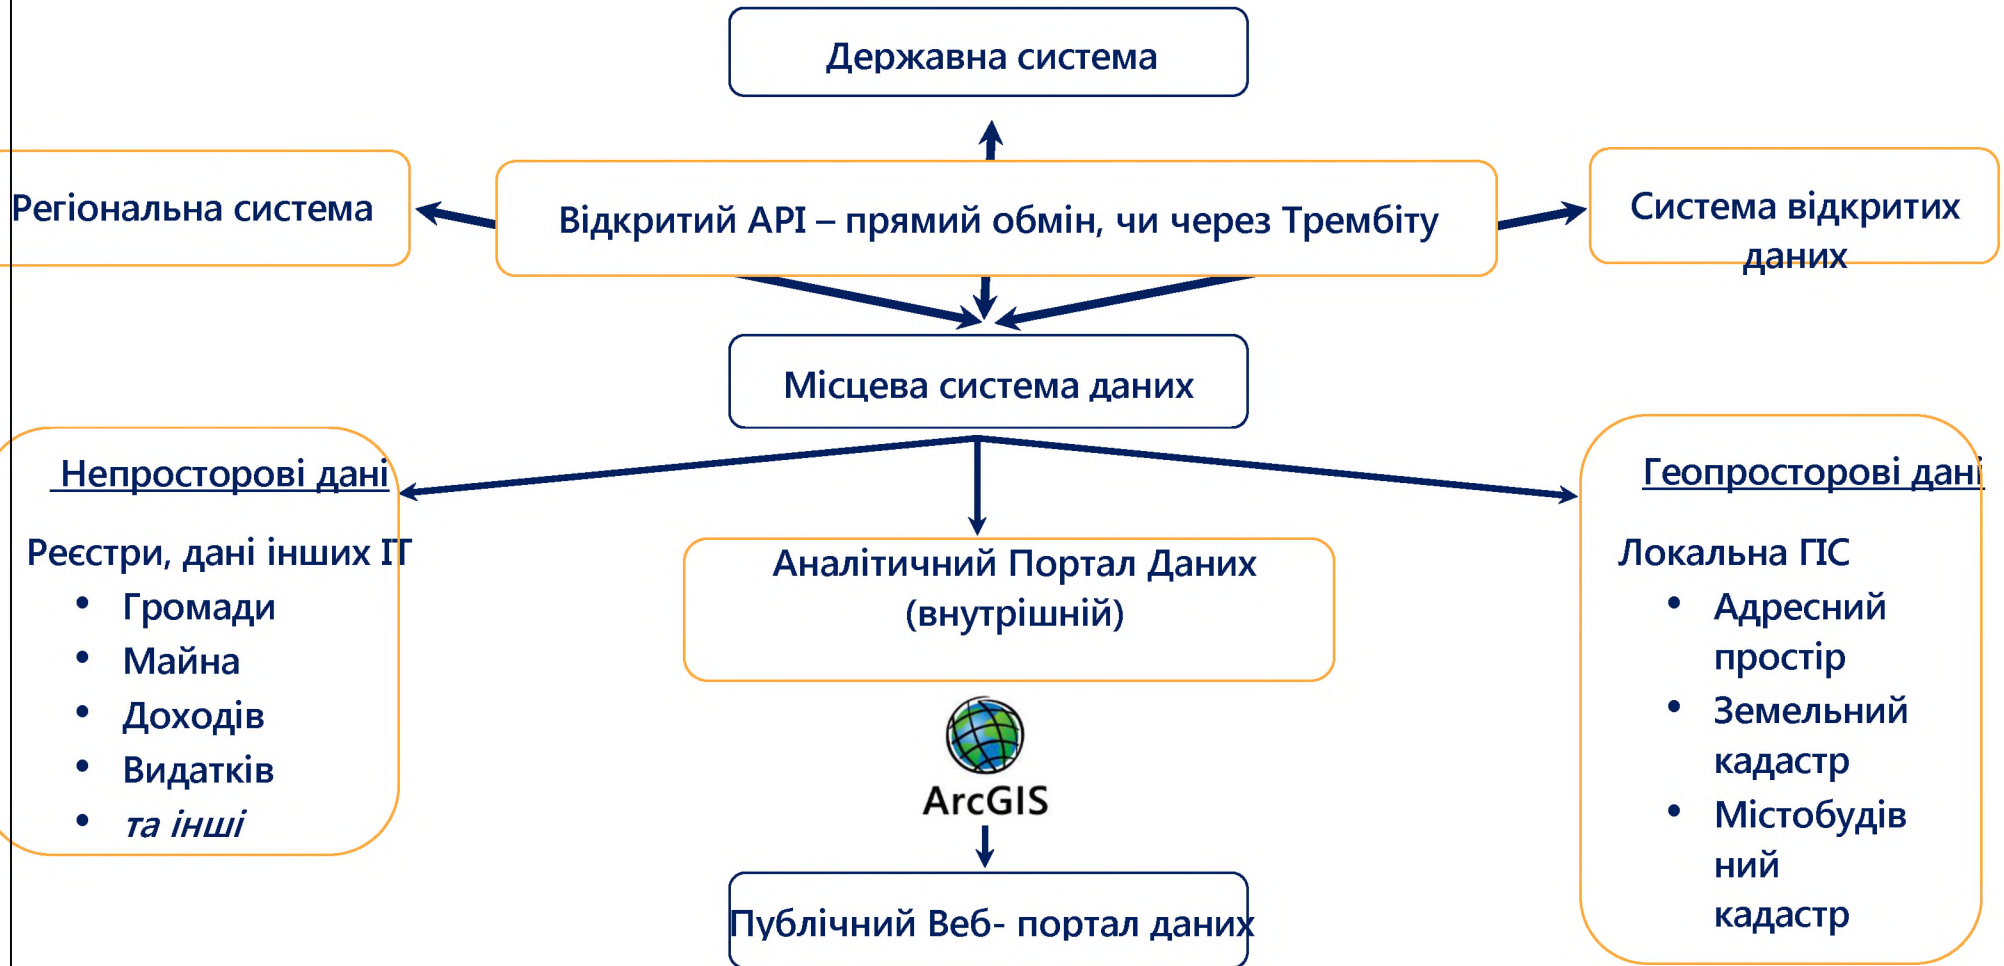 Державна система
Регіональна система
Відкритий API – прямий обмін, чи через Трембіту
Система відкритих
даних
Місцева система даних
Непросторові дані
Реєстри, дані інших ІТ
• Громади
• Майна
• Доходів
• Видатків
• та інші
Аналітичний Портал Даних
(внутрішній)
ArcGIS
Публічний Веб- портал даних
Геопросторові дані
Локальна ГІС
• Адресний
простір
• Земельний
кадастр
• Містобудів
ний
кадастр